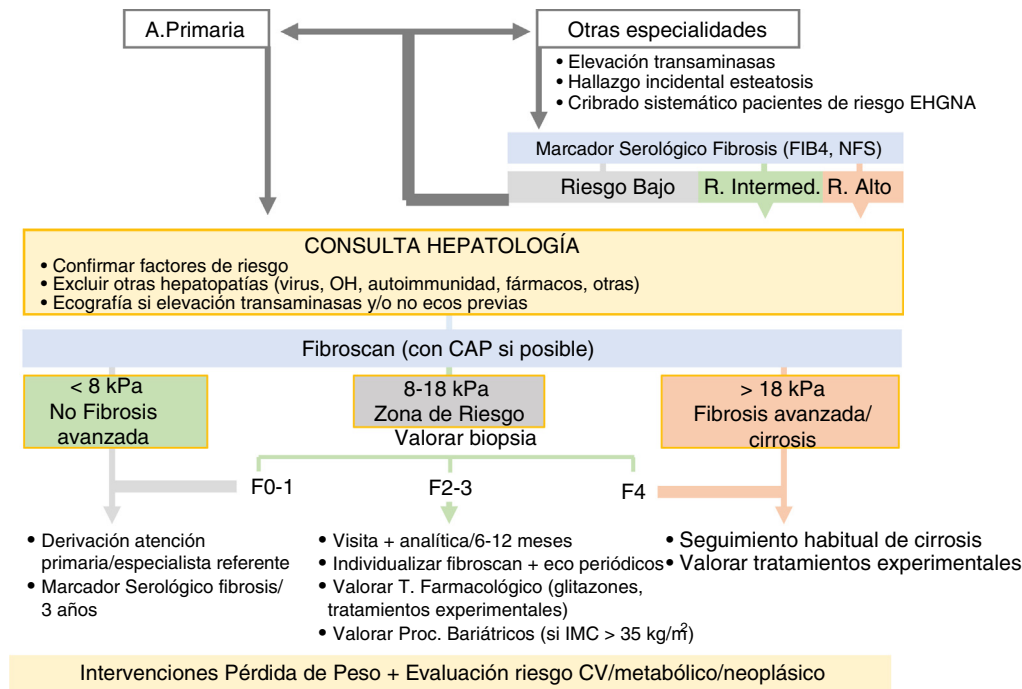 A.Primaria
Otras especialidades
• Elevación transaminasas
• Hallazgo incidental esteatosis
• Cribrado sistemático pacientes de riesgo EHGNA
Marcador Serológico Fibrosis (FIB4, NFS)
Riesgo Bajo
R. Intermed.
R. Alto
CONSULTA HEPATOLOGÍA
• Confirmar factores de riesgo
• Excluir otras hepatopatías (virus, OH, autoimmunidad, fármacos, otras)
• Ecografía si elevación transaminasas y/o no ecos previas
Fibroscan (con CAP si posible)
< 8 kPa
No Fibrosis
avanzada
8-18 kPa
Zona de Riesgo
Valorar biopsia
> 18 kPa
Fibrosis avanzada/
cirrosis
F0-1
F2-3
F4
• Derivación atención
primaria/especialista referente
• Marcador Serológico fibrosis/
3 años
• Visita + analítica/6-12 meses
• Individualizar fibroscan + eco periódicos
• Valorar T. Farmacológico (glitazones,
tratamientos experimentales)
• Valorar Proc. Bariátricos (si IMC > 35 kg/m²)
• Seguimiento habitual de cirrosis
• Valorar tratamientos experimentales
Intervenciones Pérdida de Peso + Evaluación riesgo CV/metabólico/neoplásico